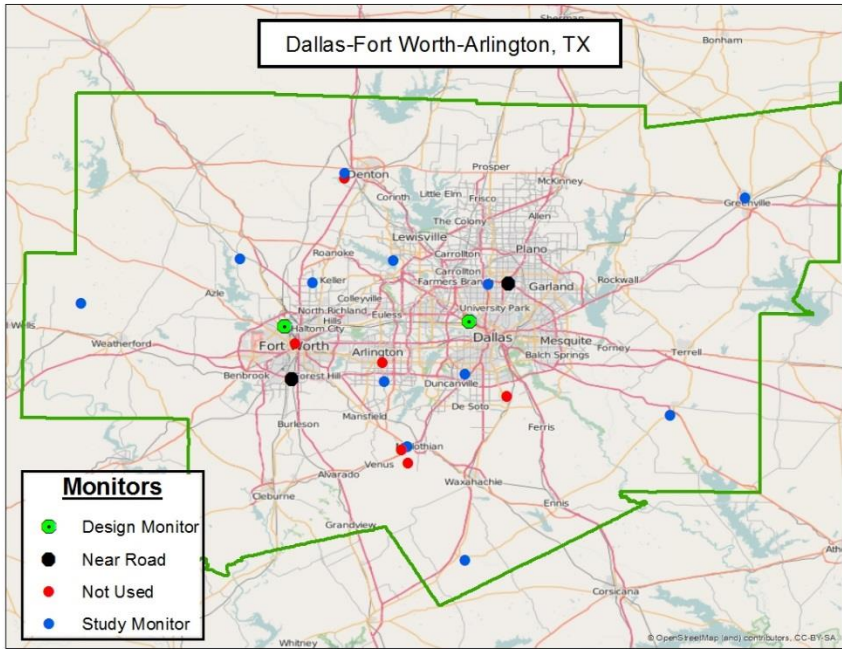 Sherman
Bonham
Dallas-Fort Worth-Arlington, TX
Denton
Prosper
McKinney
Corinth
Little Elm
Frisco
Greenville
The Colony
Allen
Lewisville
Roanoke
Carrollton
Plano
Keller
Carrollton
Azle
Farmers Bran
Garland
Rockwall
Colleyville
North Richland
Hills
Euless
University Park
Haltom City
l Wells
Weatherford
Fort Worth
Arlington
Dallas
Mesquite
Forney
Terrell
Balch Springs
Benbrook
Forest Hill
Duncanville
Mansfield
De Soto
Burleson
Ferris
Midlothian
Venus
Alvarado
Waxahachie
Cleburne
Ennis
Grandview
Corsicana
Ath
Whitney
Monitors
Design Monitor
Near Road
Not Used
Study Monitor
© OpenStreetMap (and) contributors, CC-BY-SA